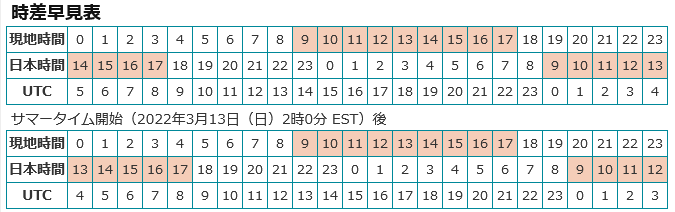 時差早見表
現地時間 0 1 2 3 4 5 6 7 8 9 10 11 12 13 14 15 16 17 18 19 20 21 22 23
日本時間 14 15 16 17 18 19 20 21 22 23 0 1 2 3 4 5 6 7 8 9 10 11 12 13
UTC 5 6 7 8 9 10 11 12 13 14 15 16 17 18 19 20 21 22 23 0 1 2 3 4
サマータイム開始（2022年3月13日（日）2時0分 EST）後
現地時間 0 1 2 3 4 5 6 7 8 9 10 11 12 13 14 15 16 17 18 19 20 21 22 23
日本時間 13 14 15 16 17 18 19 20 21 22 23 0 1 2 3 4 5 6 7 8 9 10 11 12
UTC 4 5 6 7 8 9 10 11 12 13 14 15 16 17 18 19 20 21 22 23 0 1 2 3